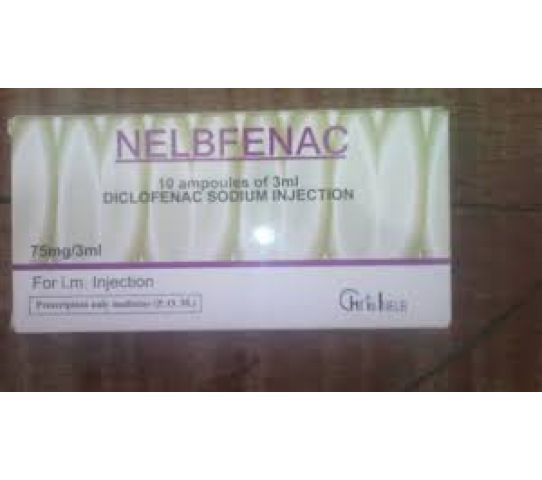 NELBFENAC
10 ampoules of 3ml
DICLOFENAC SODIUM INJECTION
75mg/3ml
For i.m. Injection
Prescription only medicine (P.O.M.)